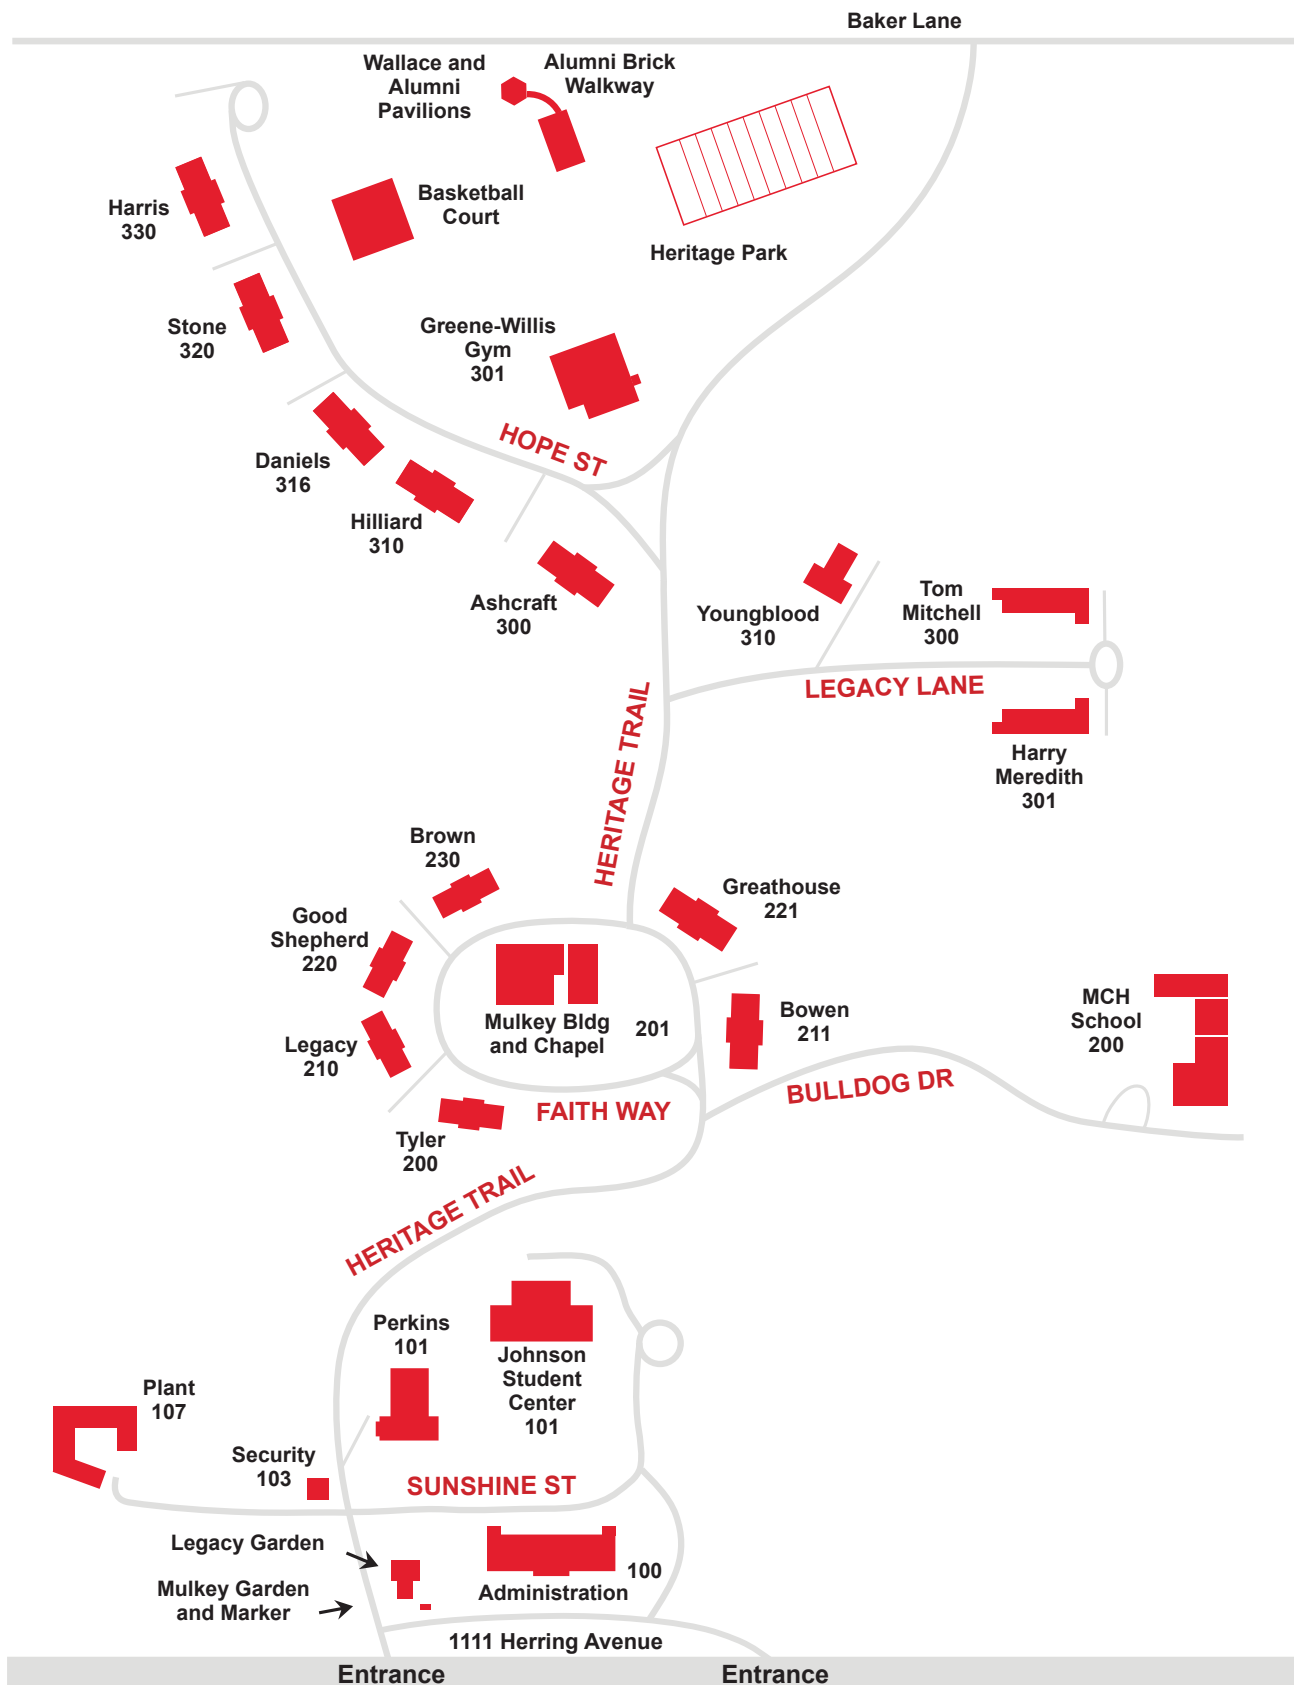 Baker Lane
Wallace and
Alumni
Pavilions
Alumni Brick
Walkway
Harris
330
Basketball
Court
Heritage Park
Stone
320
Greene-Willis
Gym
301
HOPE ST
Daniels
316
Hilliard
310
Ashcraft
300
Youngblood
310
Tom
Mitchell
300
LEGACY LANE
Harry
Meredith
301
HERITAGE TRAIL
Brown
230
Greathouse
221
Good
Shepherd
220
Legacy
210
Mulkey Bldg
and Chapel
201
Bowen
211
MCH
School
200
BULLDOG DR
FAITH WAY
Tyler
200
HERITAGE TRAIL
Perkins
101
Johnson
Student
Center
101
Plant
107
Security
103
SUNSHINE ST
Legacy Garden
Mulkey Garden
and Marker
100
Administration
1111 Herring Avenue
Entrance
Entrance